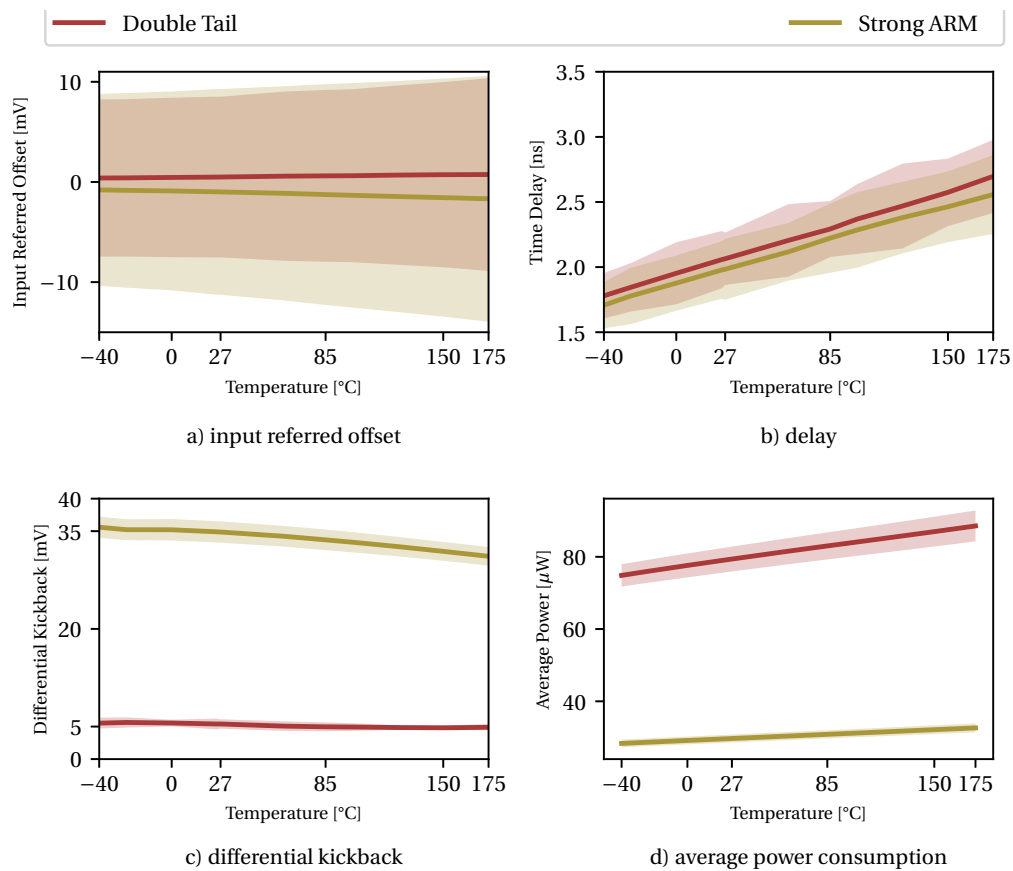 Double Tail
Strong ARM
Input Referred Offset [mV]
10
0
−10
−40 0 27 85 150 175
Temperature [°C]
a) input referred offset
Time Delay [ns]
3.5
3.0
2.5
2.0
1.5
−40 0 27 85 150 175
Temperature [°C]
b) delay
Differential Kickback [mV]
40
35
20
5
0
−40 0 27 85 150 175
Temperature [°C]
c) differential kickback
Average Power [µW]
80
60
40
−40 0 27 85 150 175
Temperature [°C]
d) average power consumption